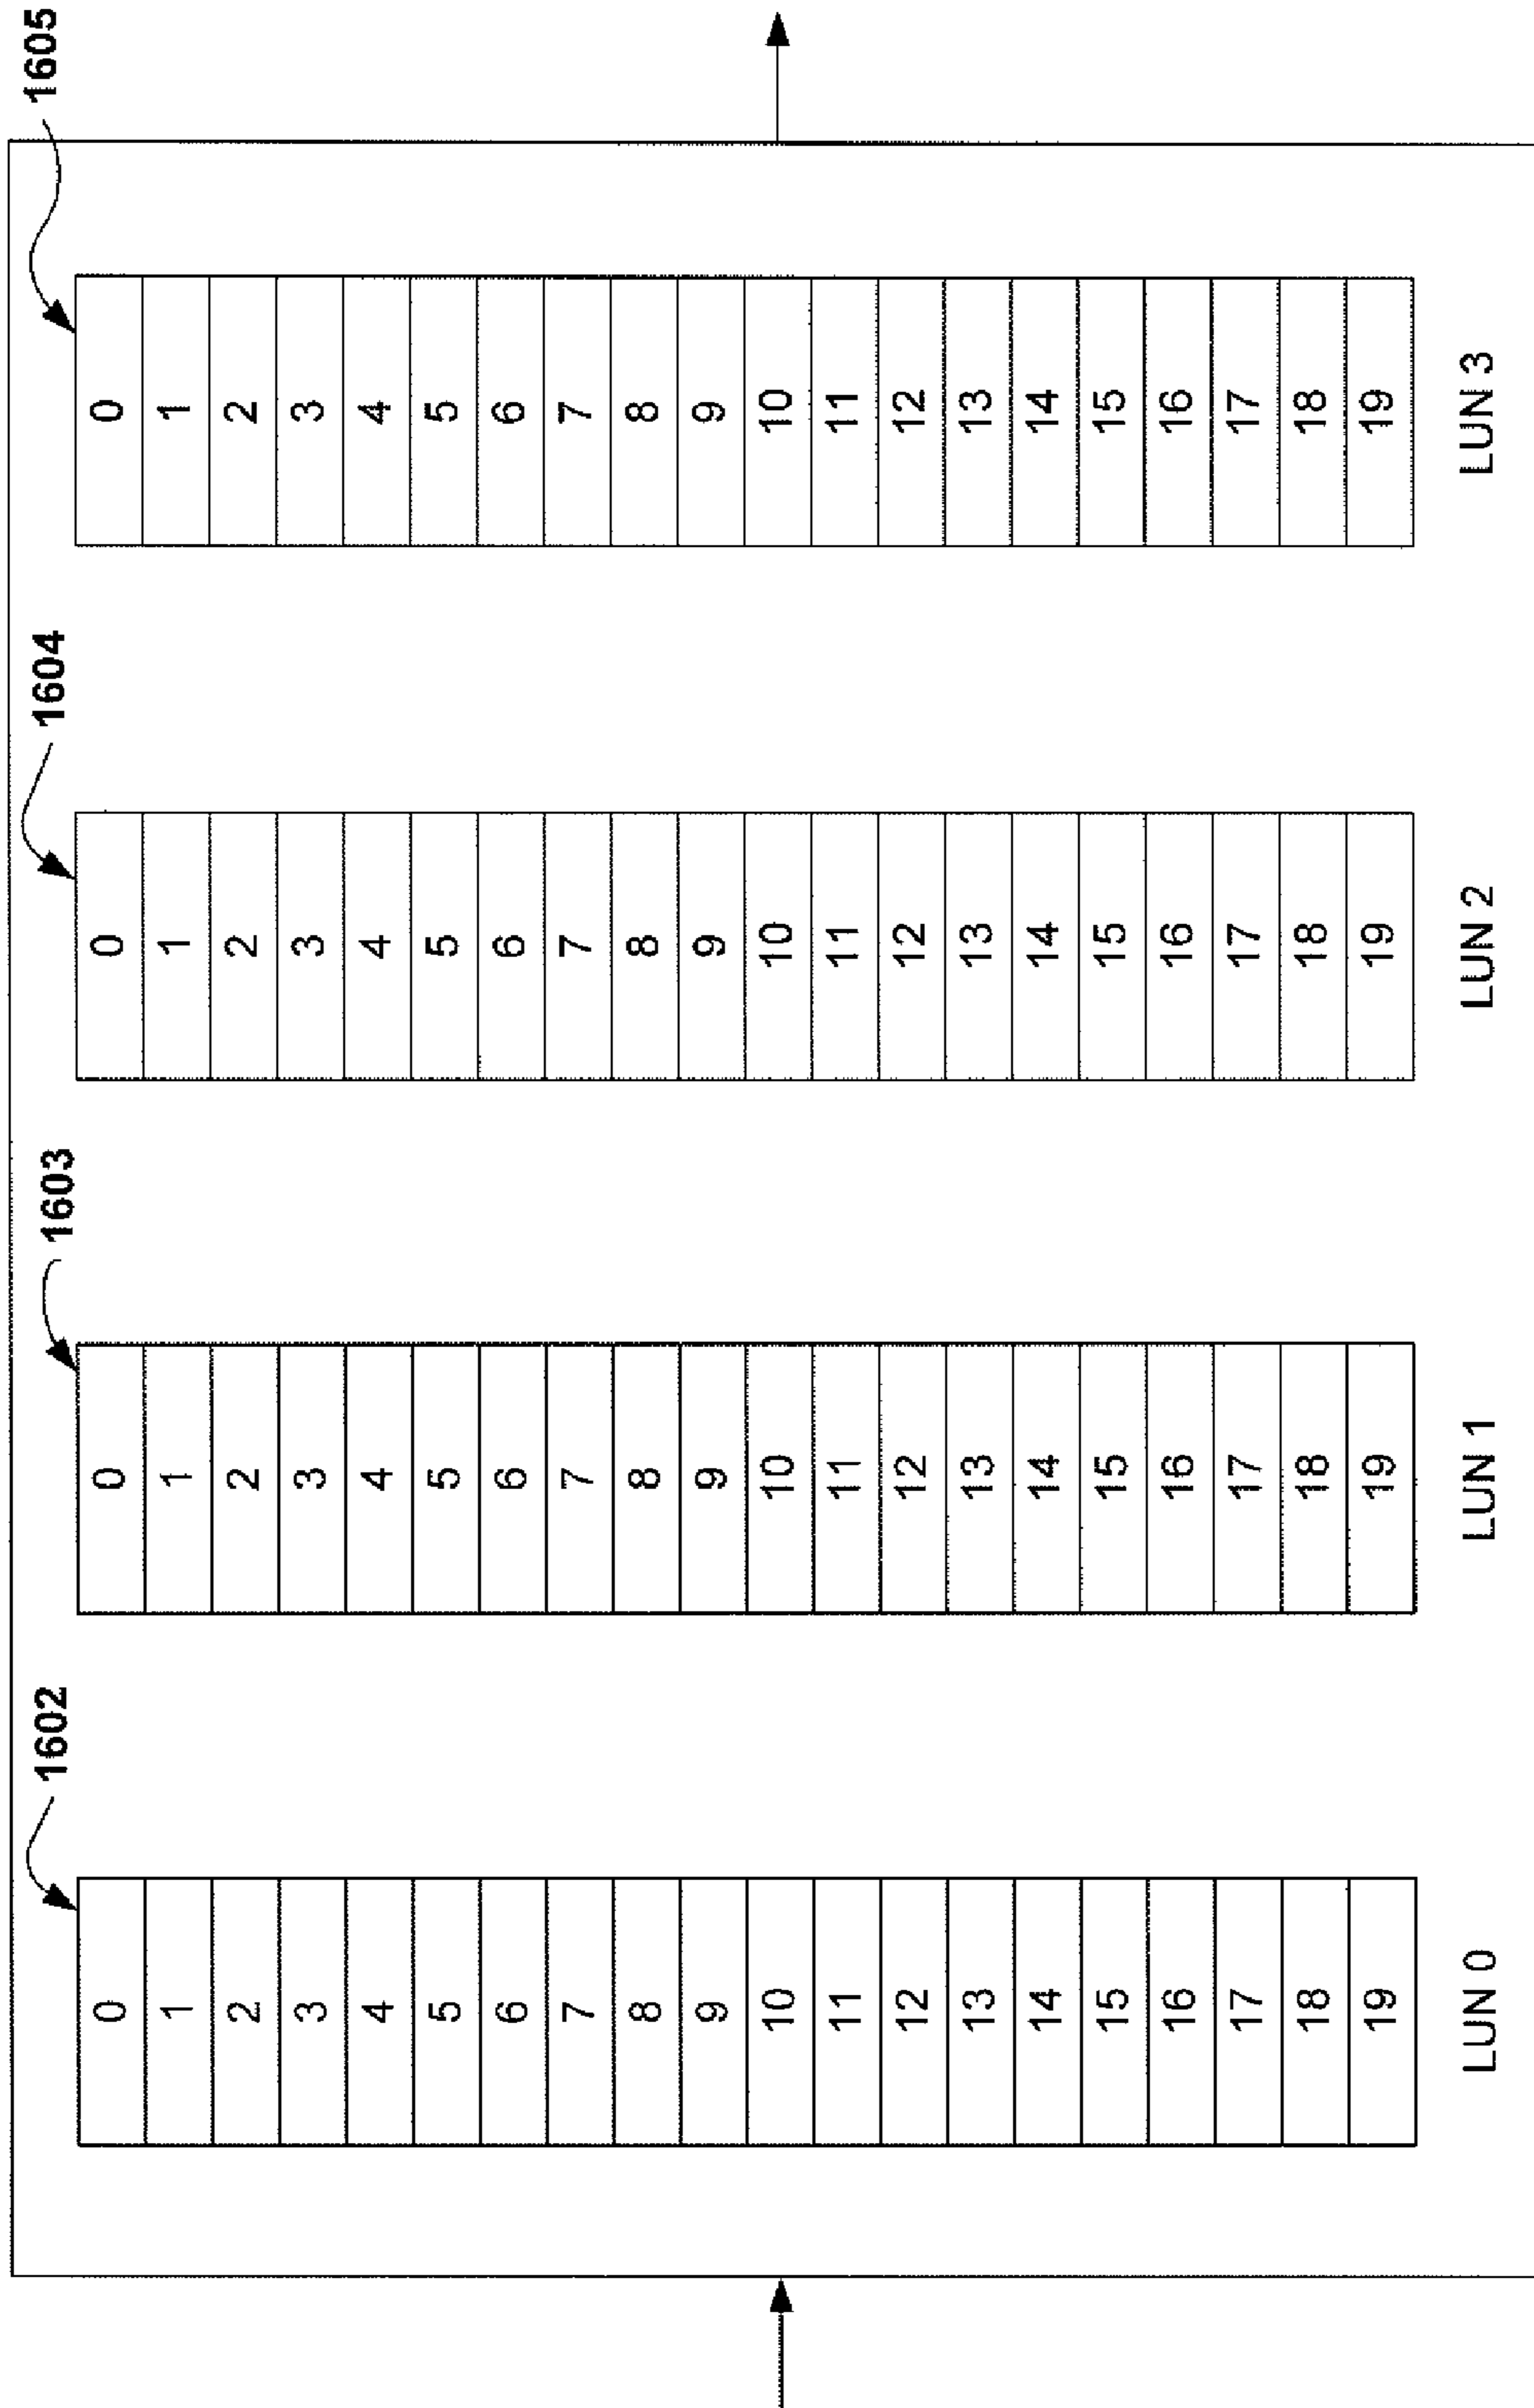 1602 1603 1604 1605
0 0 0 0
1 1 1 1
2 2 2 2
3 3 3 3
4 4 4 4
5 5 5 5
6 6 6 6
7 7 7 7
8 8 8 8
9 9 9 9
10 10 10 10
11 11 11 11
12 12 12 12
13 13 13 13
14 14 14 14
15 15 15 15
16 16 16 16
17 17 17 17
18 18 18 18
19 19 19 19
LUN 0 LUN 1 LUN 2 LUN 3